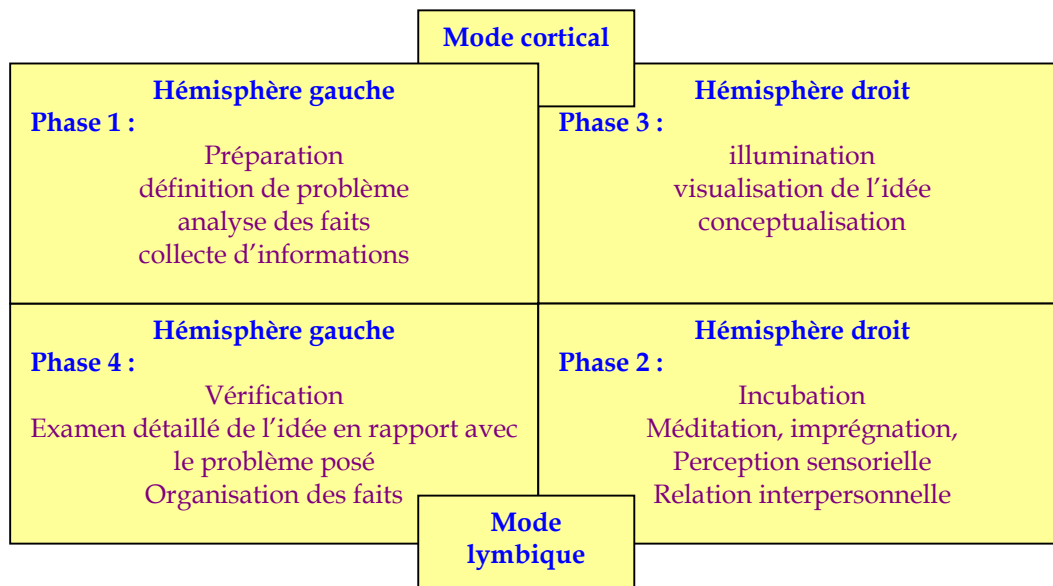 Mode cortical
Hémisphère gauche
Phase 1 :
Préparation
définition de problème
analyse des faits
collecte d’informations
Hémisphère droit
Phase 3 :
illumination
visualisation de l’idée
conceptualisation
Hémisphère gauche
Phase 4 :
Vérification
Examen détaillé de l’idée en rapport avec
le problème posé
Organisation des faits
Hémisphère droit
Phase 2 :
Incubation
Méditation, imprégnation,
Perception sensorielle
Relation interpersonnelle
Mode
lymbique